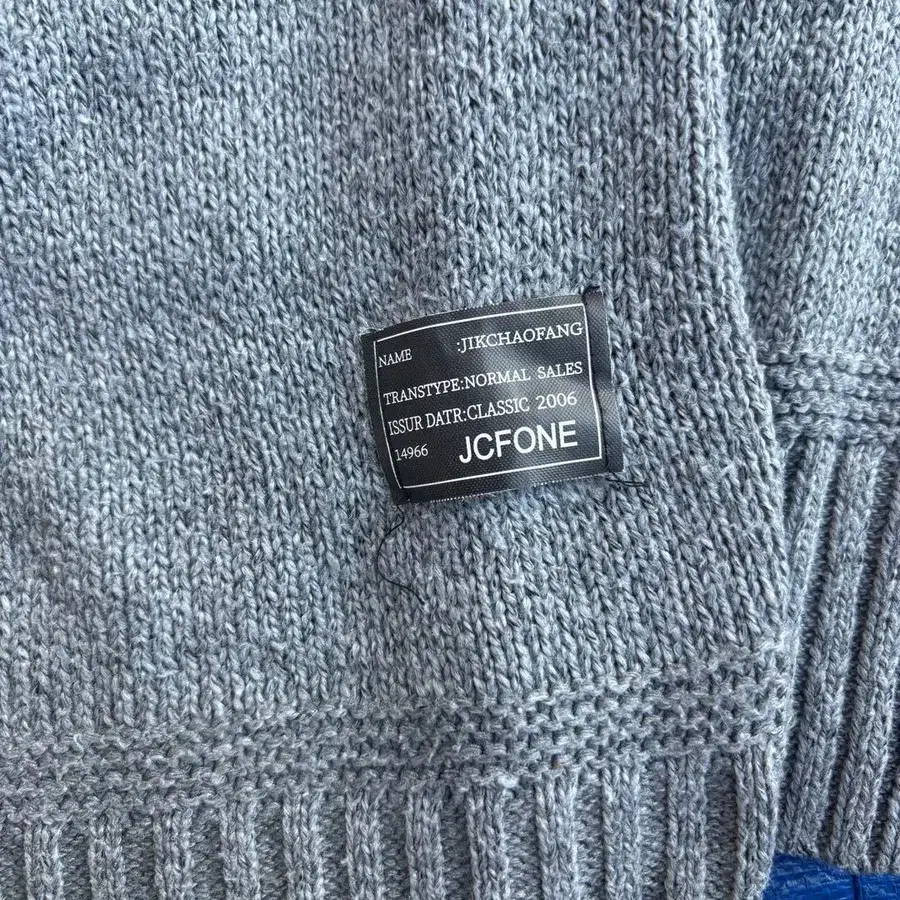 NAME :JIKCHAOFANG
TRANSTYPE:NORMAL SALES
ISSUR DATR:CLASSIC 2006
14966 JCFONE